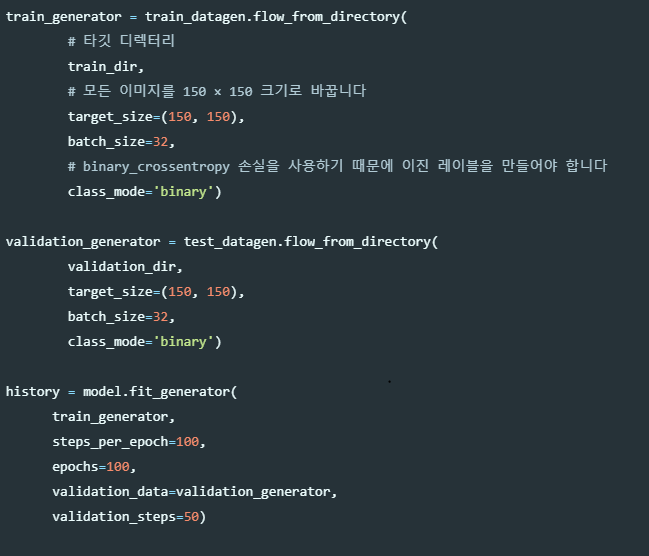 train_generator = train_datagen.flow_from_directory(
        # 타깃 디렉터리
        train_dir,
        # 모든 이미지를 150 × 150 크기로 바꿉니다
        target_size=(150, 150),
        batch_size=32,
        # binary_crossentropy 손실을 사용하기 때문에 이진 레이블을 만들어야 합니다
        class_mode='binary')

validation_generator = test_datagen.flow_from_directory(
        validation_dir,
        target_size=(150, 150),
        batch_size=32,
        class_mode='binary')

history = model.fit_generator(
      train_generator,
      steps_per_epoch=100,
      epochs=100,
      validation_data=validation_generator,
      validation_steps=50)